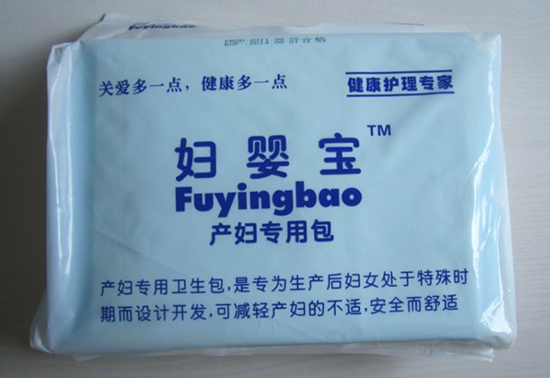 Fuyingbao
关爱多一点，健康多一点
健康护理专家
妇婴宝™
Fuyingbao
产妇专用包
产妇专用卫生包，是专为生产后妇女处于特殊时
期而设计开发，可减轻产妇的不适，安全而舒适